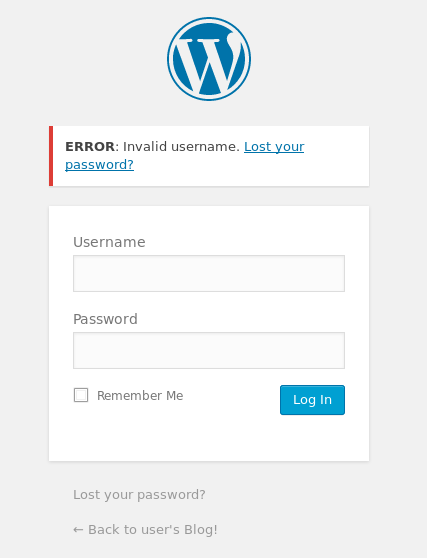 ERROR: Invalid username. Lost your
password?
Username
Password
Remember Me
Log In
Lost your password?
← Back to user's Blog!